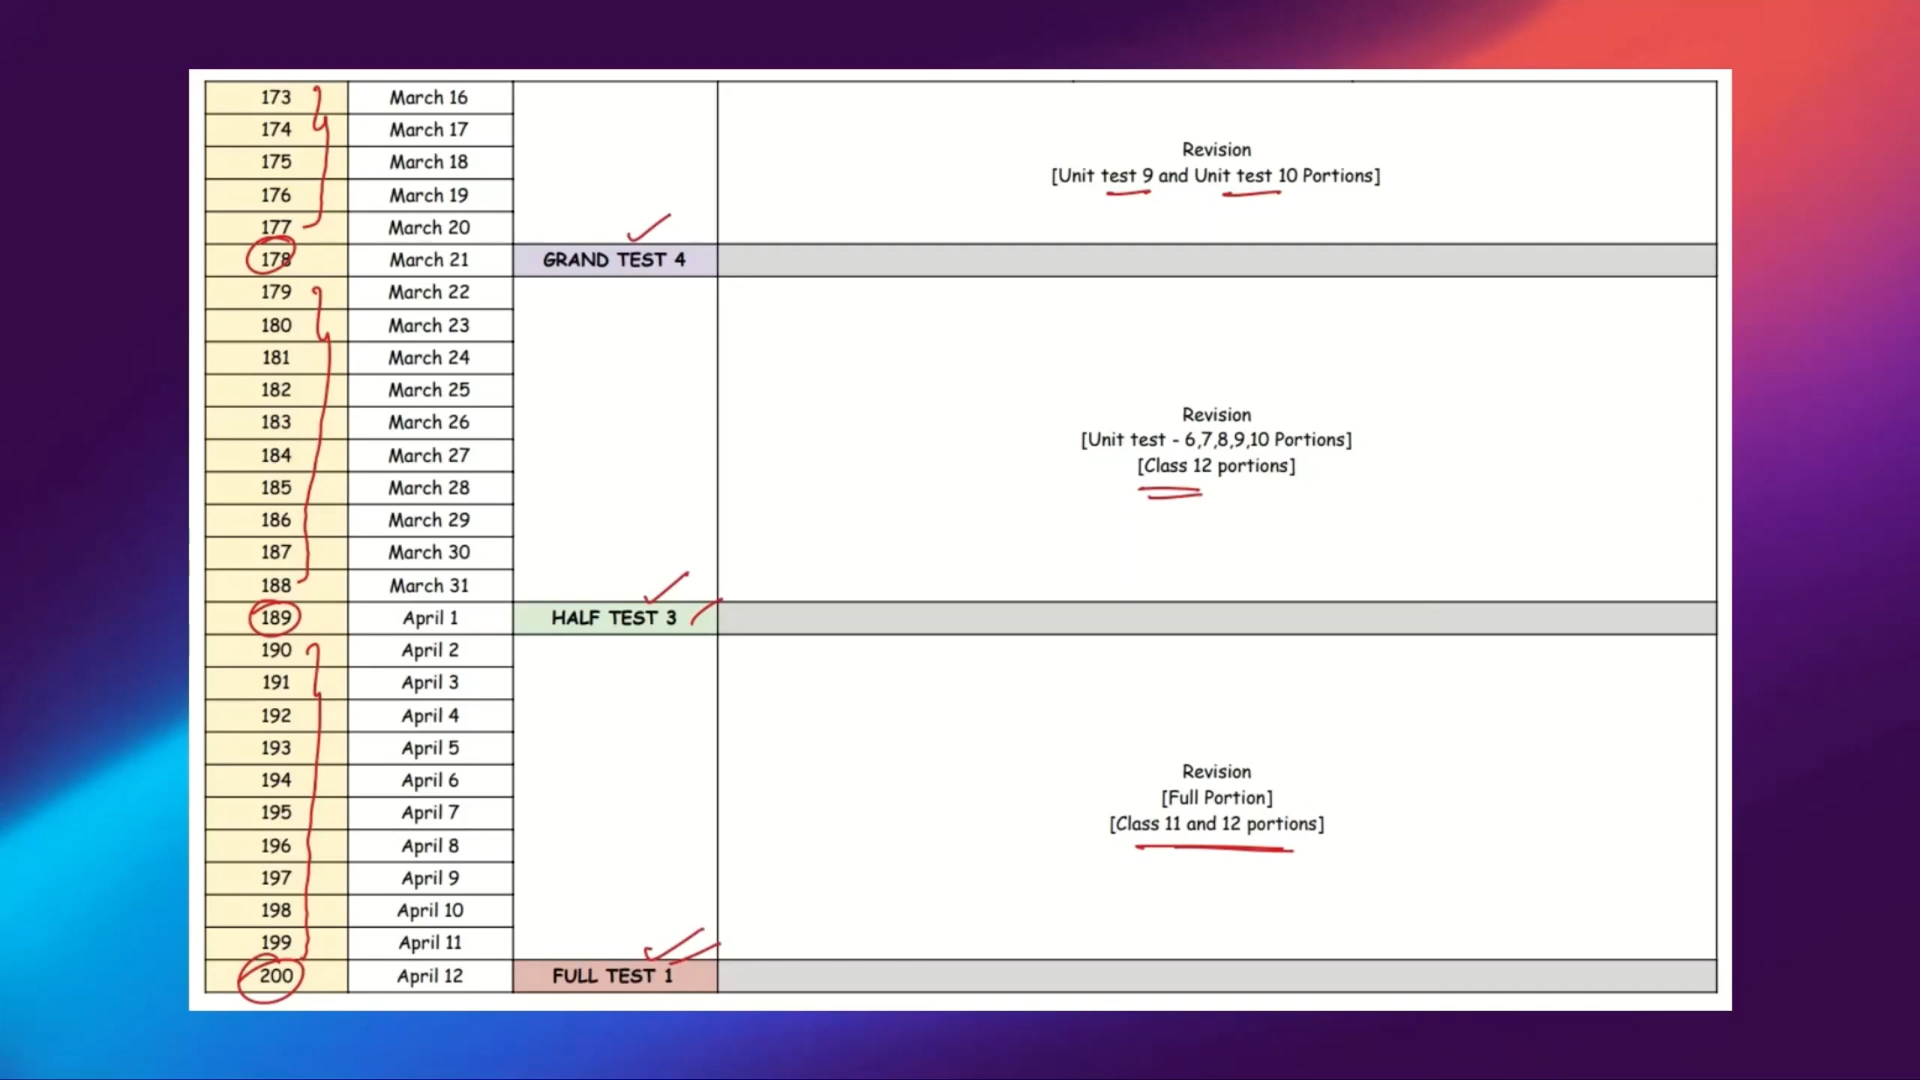 173 March 16
174 March 17
Revision
175 March 18
[Unit test 9 and Unit test 10 Portions]
176 March 19
177 March 20
178 March 21 GRAND TEST 4
179 March 22
180 March 23
181 March 24
182 March 25
Revision
183 March 26
[Unit test - 6,7,8,9,10 Portions]
184 March 27
[Class 12 portions]
185 March 28
186 March 29
187 March 30
188 March 31
189 April 1 HALF TEST 3
190 April 2
191 April 3
192 April 4
193 April 5
Revision
194 April 6
[Full Portion]
195 April 7
[Class 11 and 12 portions]
196 April 8
197 April 9
198 April 10
199 April 11
200 April 12 FULL TEST 1